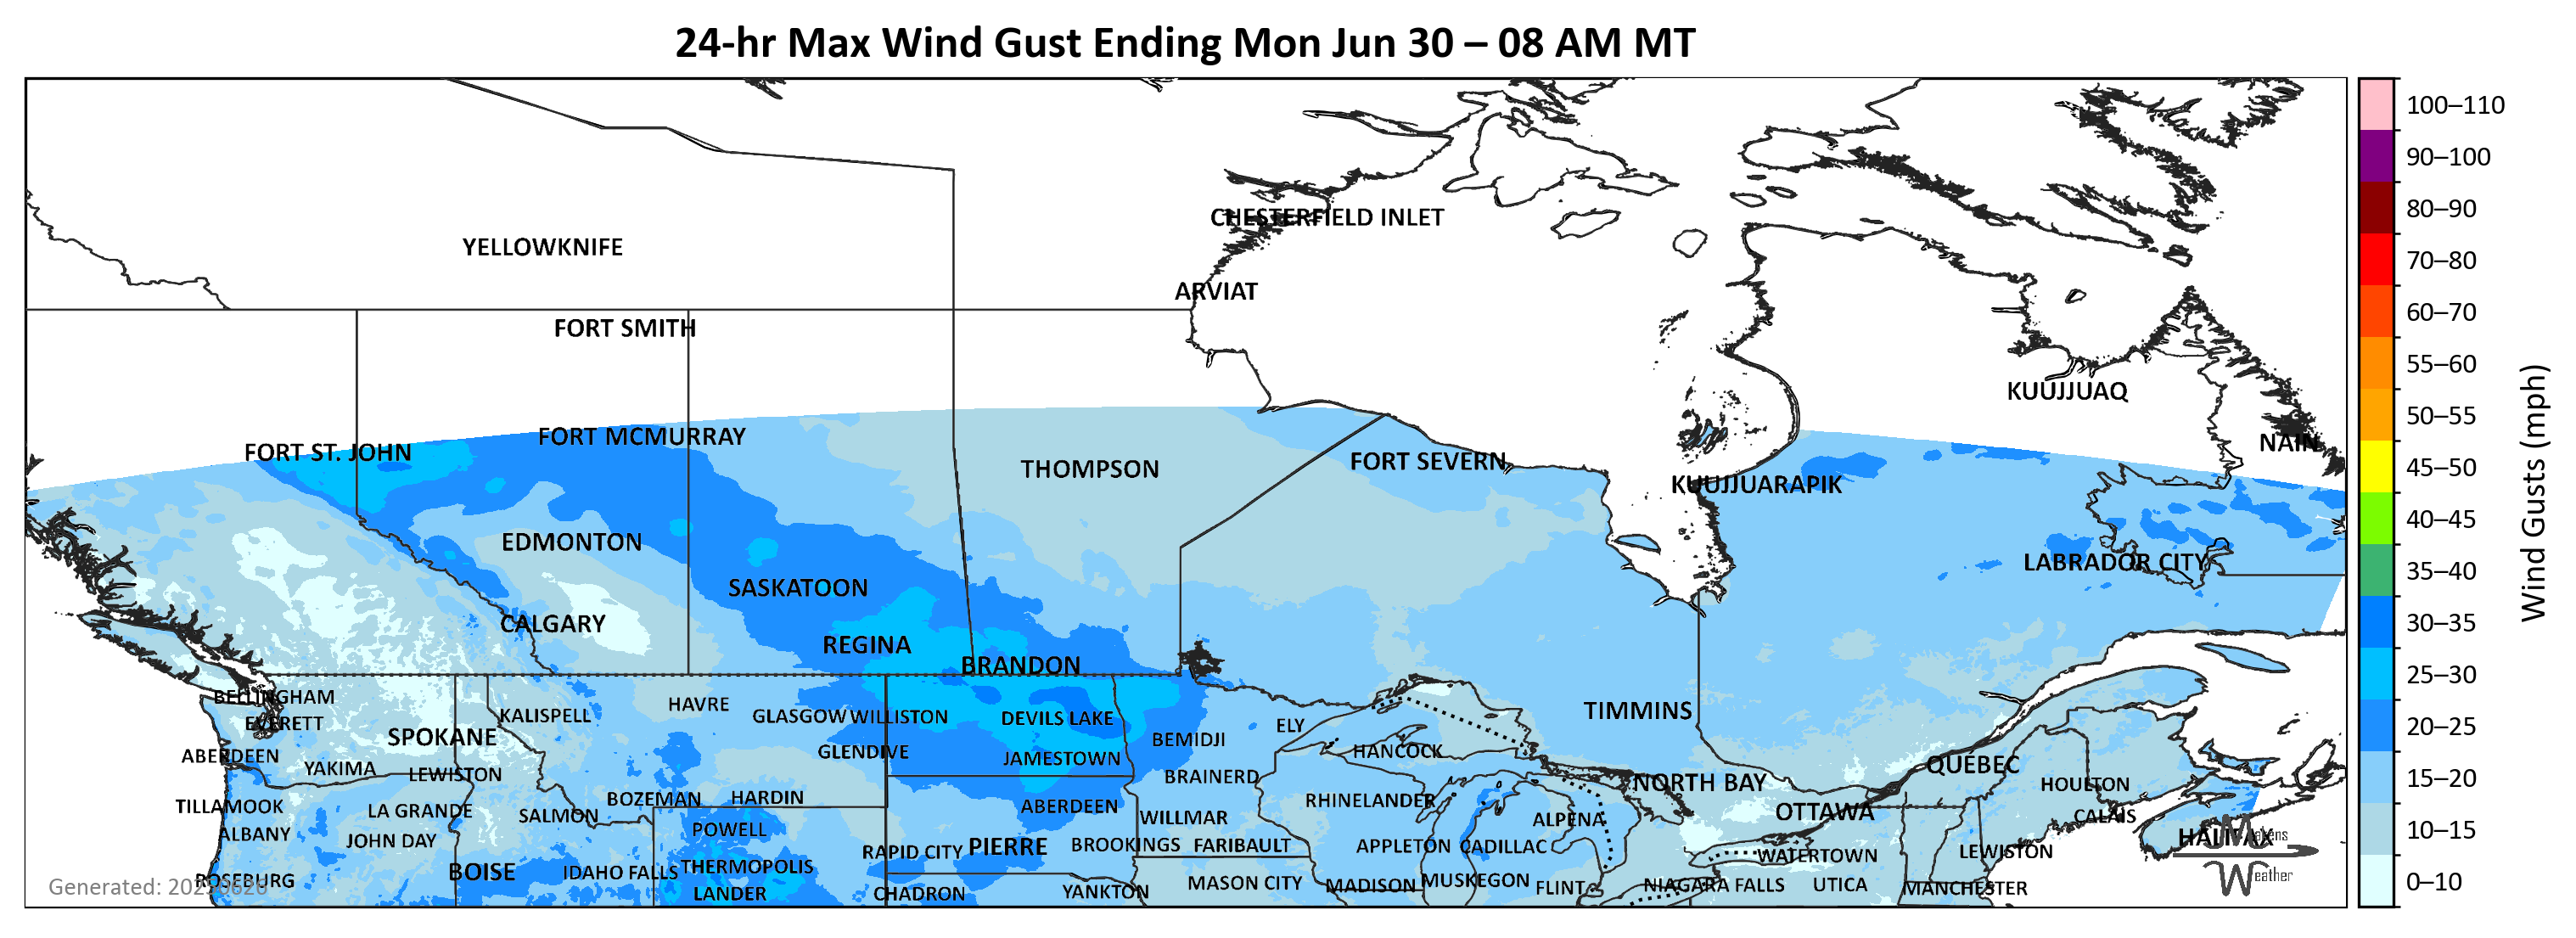 24-hr Max Wind Gust Ending Mon Jun 30 – 08 AM MT
100–110
90–100
80–90
70–80
60–70
55–60
50–55
45–50
40–45
35–40
30–35
25–30
20–25
15–20
10–15
0–10
Wind Gusts (mph)
CHESTERFIELD INLET
YELLOWKNIFE
ARVIAT
FORT SMITH
KUUJJUAQ
FORT MCMURRAY
NAIN
FORT ST. JOHN
FORT SEVERN
THOMPSON
KUUJJUARAPIK
EDMONTON
LABRADOR CITY
SASKATOON
CALGARY
REGINA
BRANDON
BELLINGHAM
HAVRE
TIMMINS
KALISPELL
GLASGOW WILLISTON
DEVILS LAKE
EVERETT
ELY
SPOKANE
BEMIDJI
HANCOCK
ABERDEEN
GLENDIVE
JAMESTOWN
QUÉBEC
YAKIMA
LEWISTON
BRAINERD
NORTH BAY
HOULTON
BOZEMAN
HARDIN
RHINELANDER
TILLAMOOK
LA GRANDE
SALMON
ABERDEEN
WILLMAR
ALPENA
OTTAWA
CALAIS
ALBANY
JOHN DAY
POWELL
RAPID CITY
PIERRE
BROOKINGS
FARIBAULT
APPLETON
CADILLAC
WATERTOWN
LEWISTON
HALIFAX
Makens
Weather
BOISE
IDAHO FALLS
THERMOPOLIS
ROSEBURG
LANDER
CHADRON
YANKTON
MASON CITY
MADISON
MUSKEGON
FLINT
NIAGARA FALLS
UTICA
MANCHESTER
Generated: